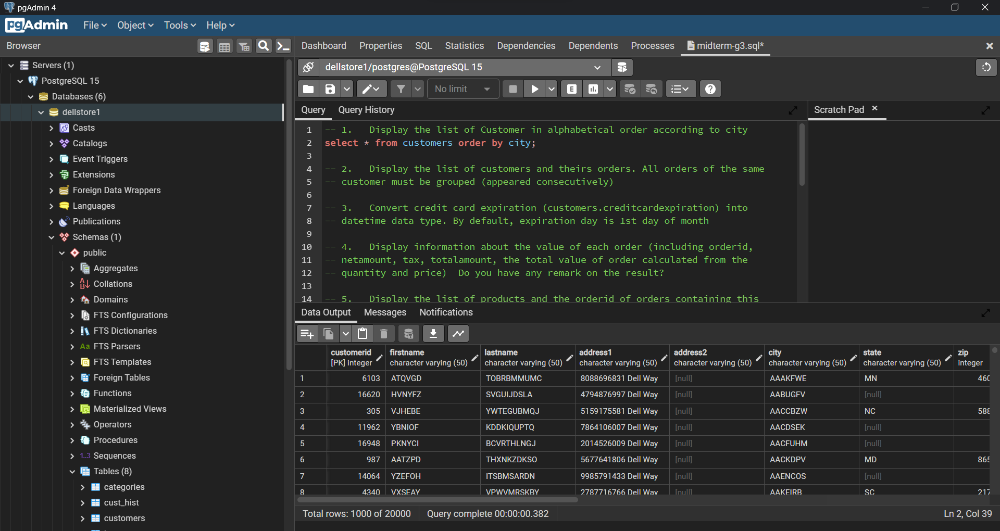 pgAdmin 4
pgAdmin File Object Tools Help
Browser
Dashboard Properties SQL Statistics Dependencies Dependents Processes midterm-g3.sql*
Servers (1)
PostgreSQL 15
Databases (6)
dellstore1
Casts
Catalogs
Event Triggers
Extensions
Foreign Data Wrappers
Languages
Publications
Schemas (1)
public
Aggregates
Collations
Domains
FTS Configurations
FTS Dictionaries
Aa FTS Parsers
FTS Templates
Foreign Tables
Functions
Materialized Views
Operators
Procedures
1..3 Sequences
Tables (8)
categories
cust_hist
customers
dellstore1/postgres@PostgreSQL 15
No limit E
Query Query History
Scratch Pad
1 -- 1. Display the list of Customer in alphabetical order according to city
2 select * from customers order by city;
3
4 -- 2. Display the list of customers and theirs orders. All orders of the same
5 -- customer must be grouped (appeared consecutively)
6
7 -- 3. Convert credit card expiration (customers.creditcardexpiration) into
8 -- datetime data type. By default, expiration day is 1st day of month
9
10 -- 4. Display information about the value of each order (including orderid,
11 -- netamount, tax, totalamount, the total value of order calculated from the
12 -- quantity and price) Do you have any remark on the result?
13
14 -- 5. Display the list of products and the orderid of orders containing this
Data Output Messages Notifications
customerid firstname lastname address1 address2 city state zip
[PK] integer character varying (50) character varying (50) character varying (50) character varying (50) character varying (50) character varying (50) integer
1 6103 ATQVGD TOBRBMMUMC 8088696831 Dell Way [null] AAAKFWE MN 460
2 16620 HVNYFZ SVGUIJDSLA 4794876997 Dell Way [null] AABUGFV [null]
3 305 VJHEBE YWTEGUBMQJ 5159175581 Dell Way [null] AACCBZW NC 588
4 11962 YBNIOF KDDKIQUPTQ 7864106007 Dell Way [null] AACDSEK [null]
5 16948 PKNYCI BCVRTHLNGJ 2014526009 Dell Way [null] AACFUHM [null]
6 987 AATZPD THXNKZDKSO 5677641806 Dell Way [null] AACKDPV MD 865
7 14064 YZEFOH ITSBMSARDN 9985791433 Dell Way [null] AAENCOS [null]
8 4340 VXSEAY VPWVMRSKBY 2787716766 Dell Way [null] AAKEIRB SC 217
Total rows: 1000 of 20000 Query complete 00:00:00.382 Ln 2, Col 39